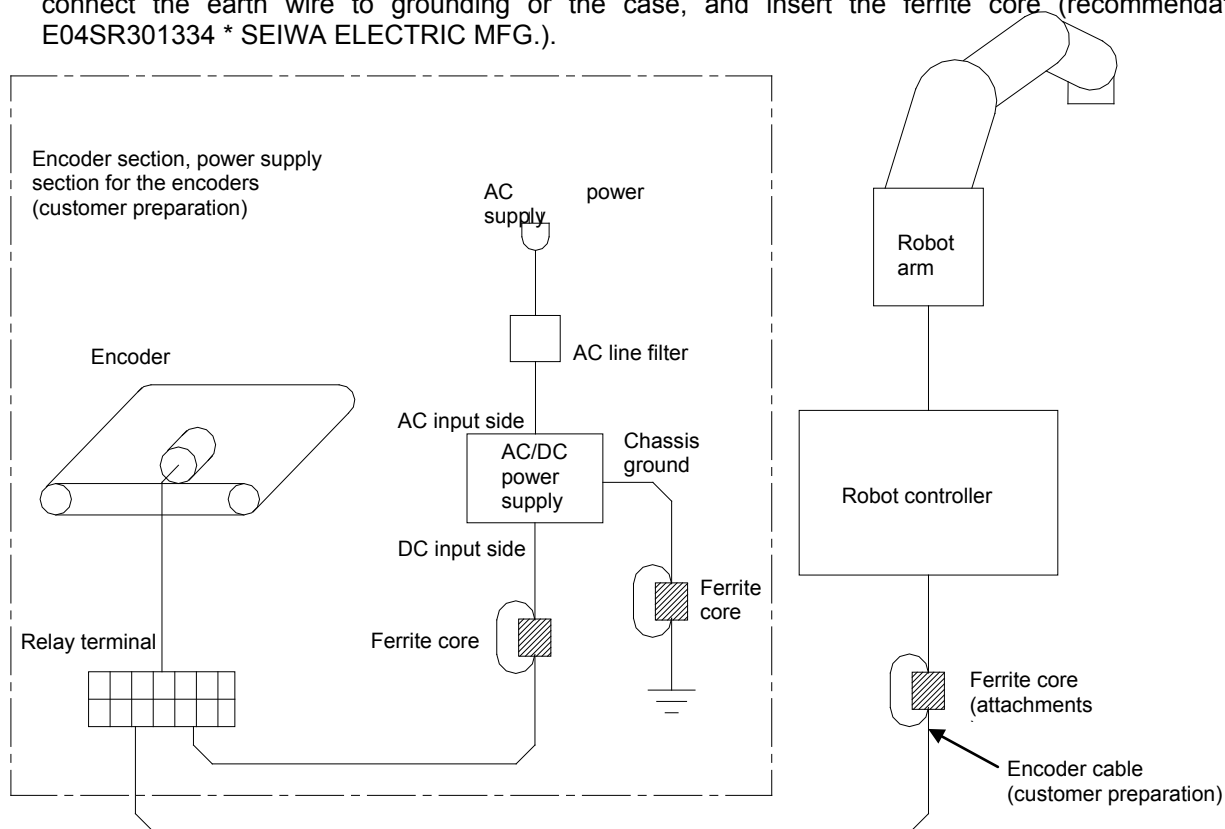 connect the earth wire to grounding or the case, and insert the ferrite core
E04SR301334 * SEIWA ELECTRIC MFG.).
Encoder section, power supply
section for the encoders
(customer preparation)
AC power
supply
AC line filter
Encoder
AC input side
AC/DC
power
supply
Chassis
ground
DC input side
Ferrite
core
Ferrite core
Relay terminal
Robot
arm
Robot controller
Ferrite core
(attachments
Encoder cable
(customer preparation)